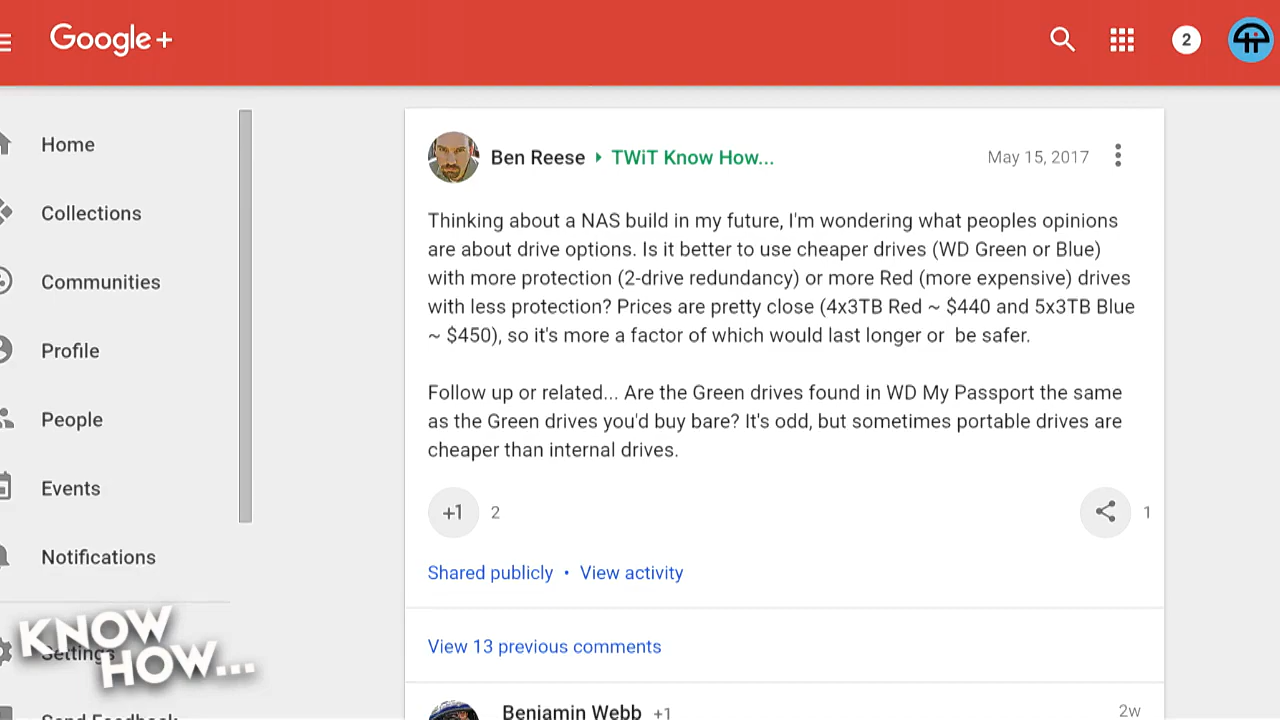 Google+
2
Home
Collections
Communities
Profile
People
Events
Notifications
Settings
Send Feedback
Ben Reese TWiT Know How...
May 15, 2017
Thinking about a NAS build in my future, I'm wondering what peoples opinions
are about drive options. Is it better to use cheaper drives (WD Green or Blue)
with more protection (2-drive redundancy) or more Red (more expensive) drives
with less protection? Prices are pretty close (4x3TB Red ~ $440 and 5x3TB Blue
~ $450), so it's more a factor of which would last longer or  be safer.
Follow up or related... Are the Green drives found in WD My Passport the same
as the Green drives you'd buy bare? It's odd, but sometimes portable drives are
cheaper than internal drives.
+1 2
1
Shared publicly • View activity
View 13 previous comments
Benjamin Webb +1
2w
KNOW
HOW...